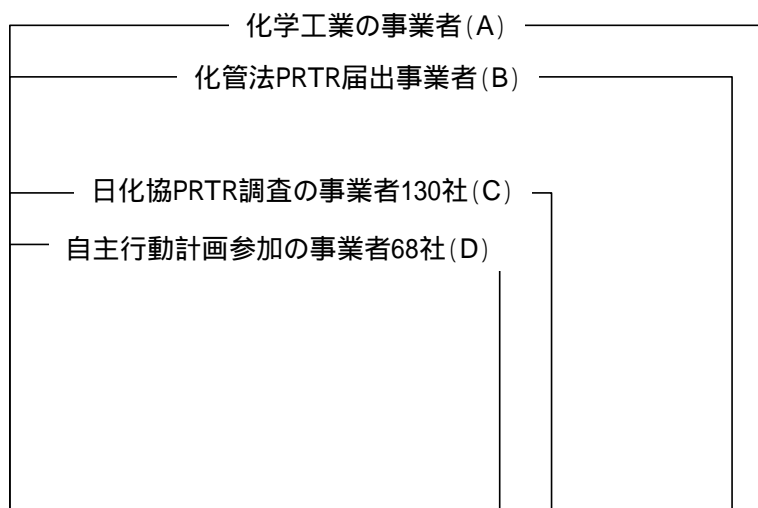 化学工業の事業者(A)
化管法PRTR届出事業者(B)
日化協PRTR調査の事業者130社(C)
自主行動計画参加の事業者68社(D)